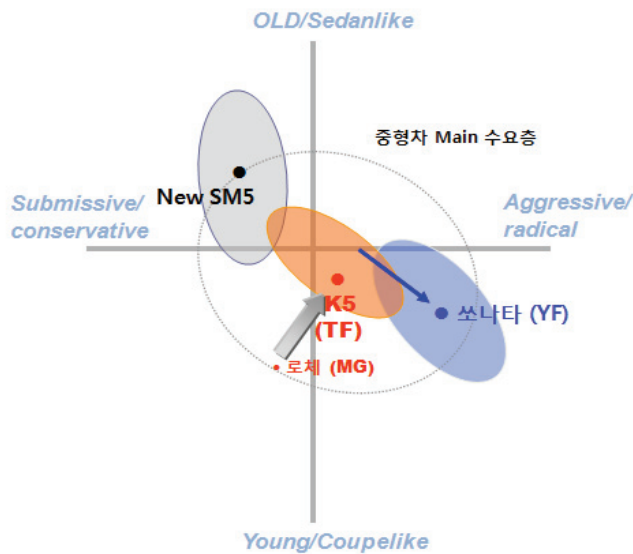 OLD/Sedanlike
중형차 Main 수요층
New SM5
Submissive/
conservative
Aggressive/
radical
K5
(TF)
쏘나타 (YF)
로체 (MG)
Young/Coupelike